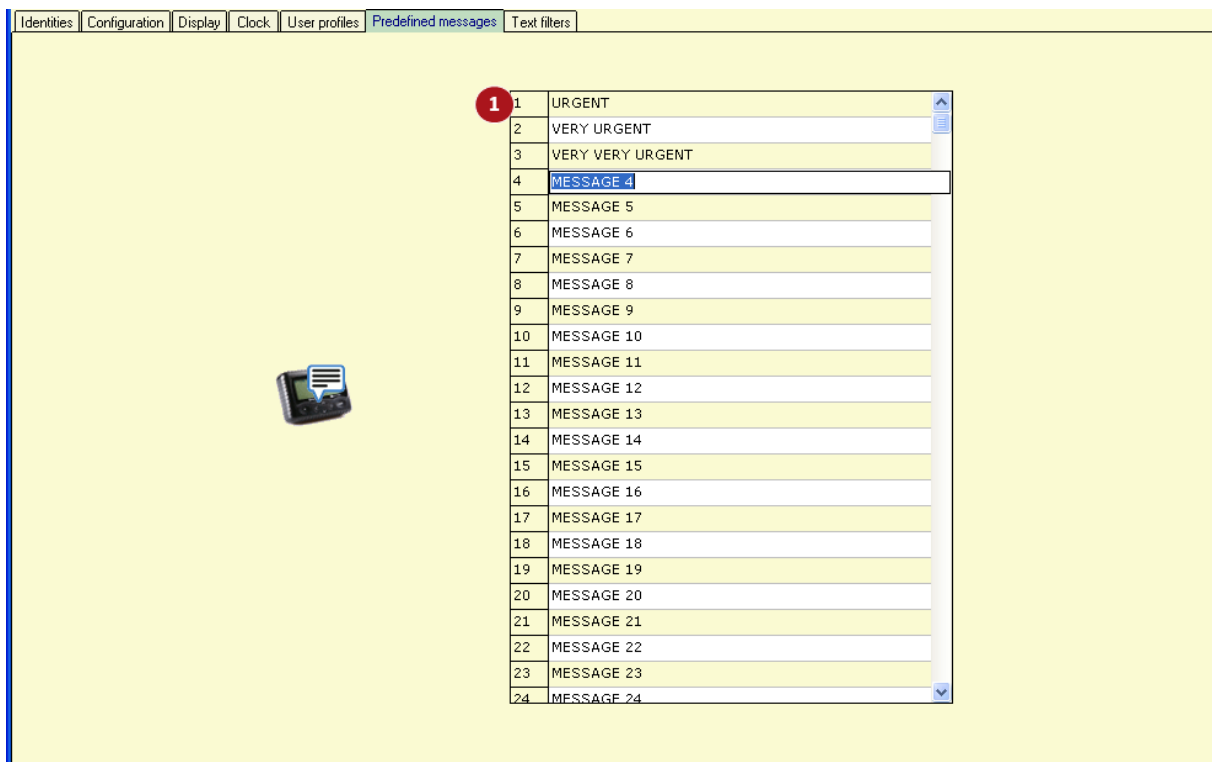 Identities Configuration Display Clock User profiles Predefined messages Text filters
1 1 URGENT
2 VERY URGENT
3 VERY VERY URGENT
4 MESSAGE 4
5 MESSAGE 5
6 MESSAGE 6
7 MESSAGE 7
8 MESSAGE 8
9 MESSAGE 9
10 MESSAGE 10
11 MESSAGE 11
12 MESSAGE 12
13 MESSAGE 13
14 MESSAGE 14
15 MESSAGE 15
16 MESSAGE 16
17 MESSAGE 17
18 MESSAGE 18
19 MESSAGE 19
20 MESSAGE 20
21 MESSAGE 21
22 MESSAGE 22
23 MESSAGE 23
24 MESSAGE 24